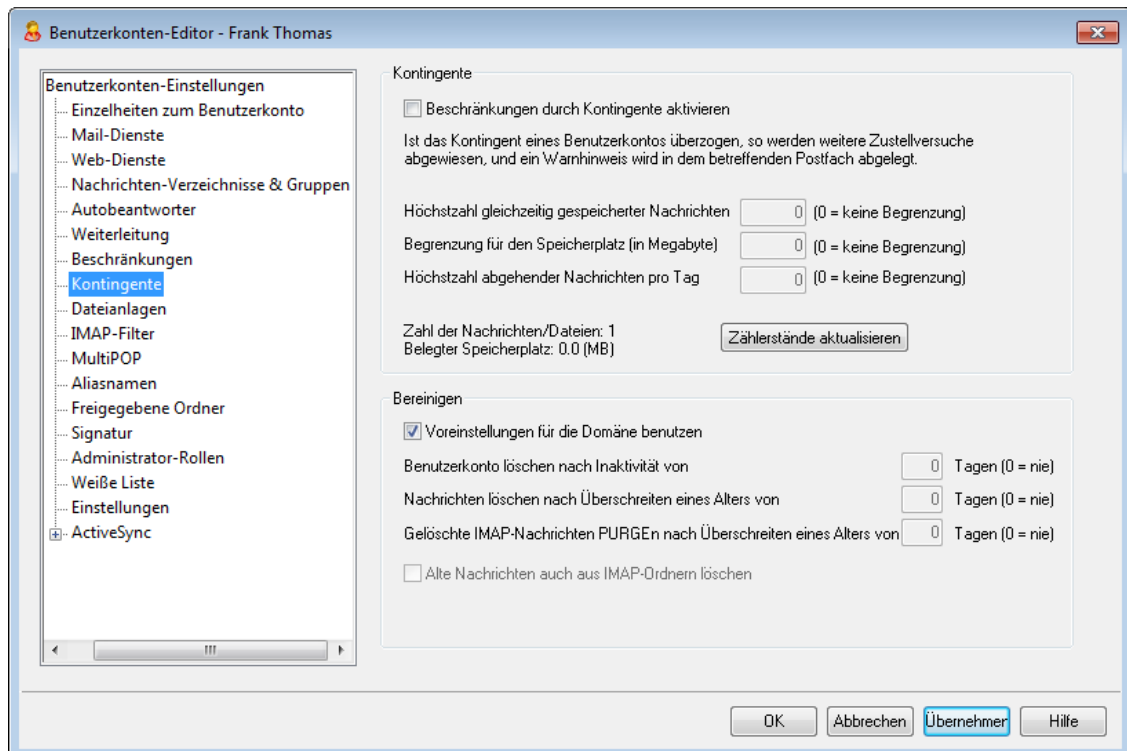 Benutzerkonten-Editor - Frank Thomas
Benutzerkonten-Einstellungen
Einzelheiten zum Benutzerkonto
Mail-Dienste
Web-Dienste
Nachrichten-Verzeichnisse & Gruppen
Autobeantworter
Weiterleitung
Beschränkungen
Kontingente
Dateianlagen
IMAP-Filter
MultiPOP
Aliasnamen
Freigegebene Ordner
Signatur
Administrator-Rollen
Weiße Liste
Einstellungen
ActiveSync
Kontingente
Beschränkungen durch Kontingente aktivieren
Ist das Kontingent eines Benutzerkontos überzogen, so werden weitere Zustellversuche
abgewiesen, und ein Warnhinweis wird in dem betreffenden Postfach abgelegt.
Höchstzahl gleichzeitig gespeicherter Nachrichten 0 (0 = keine Begrenzung)
Begrenzung für den Speicherplatz (in Megabyte) 0 (0 = keine Begrenzung)
Höchstzahl abgehender Nachrichten pro Tag 0 (0 = keine Begrenzung)
Zahl der Nachrichten/Dateien: 1
Belegter Speicherplatz: 0.0 (MB)
Zählerstände aktualisieren
Bereinigen
Voreinstellungen für die Domäne benutzen
Benutzerkonto löschen nach Inaktivität von 0 Tagen (0 = nie)
Nachrichten löschen nach Überschreiten eines Alters von 0 Tagen (0 = nie)
Gelöschte IMAP-Nachrichten PURGEn nach Überschreiten eines Alters von 0 Tagen (0 = nie)
Alte Nachrichten auch aus IMAP-Ordnern löschen
OK Abbrechen Übernehmer Hilfe